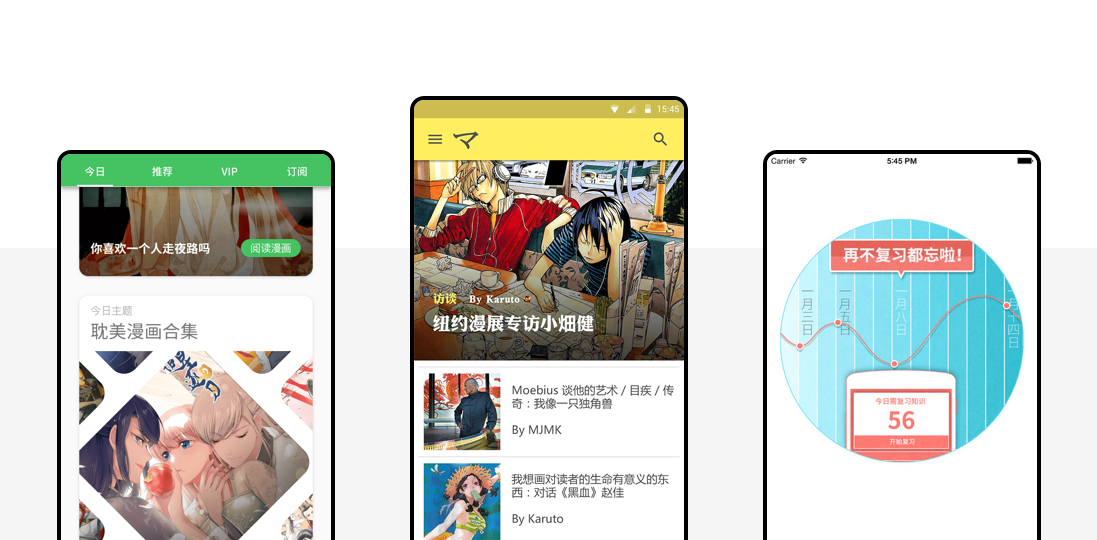 今日
推荐
VIP
订阅
你喜欢一个人走夜路吗
阅读漫画
今日主题
耽美漫画合集
15:45
マ
访谈 By Karuto
纽约漫展专访小畑健
Moebius 谈他的艺术 / 目疾 / 传
奇：我像一只独角兽
By MJMK
我想画对读者的生命有意义的东
西：对话《黑血》赵佳
By Karuto
Carrier
5:45 PM
再不复习都忘啦！
一月三日
一月五日
一月八日
一月十四日
今日需复习知识
56
开始复习